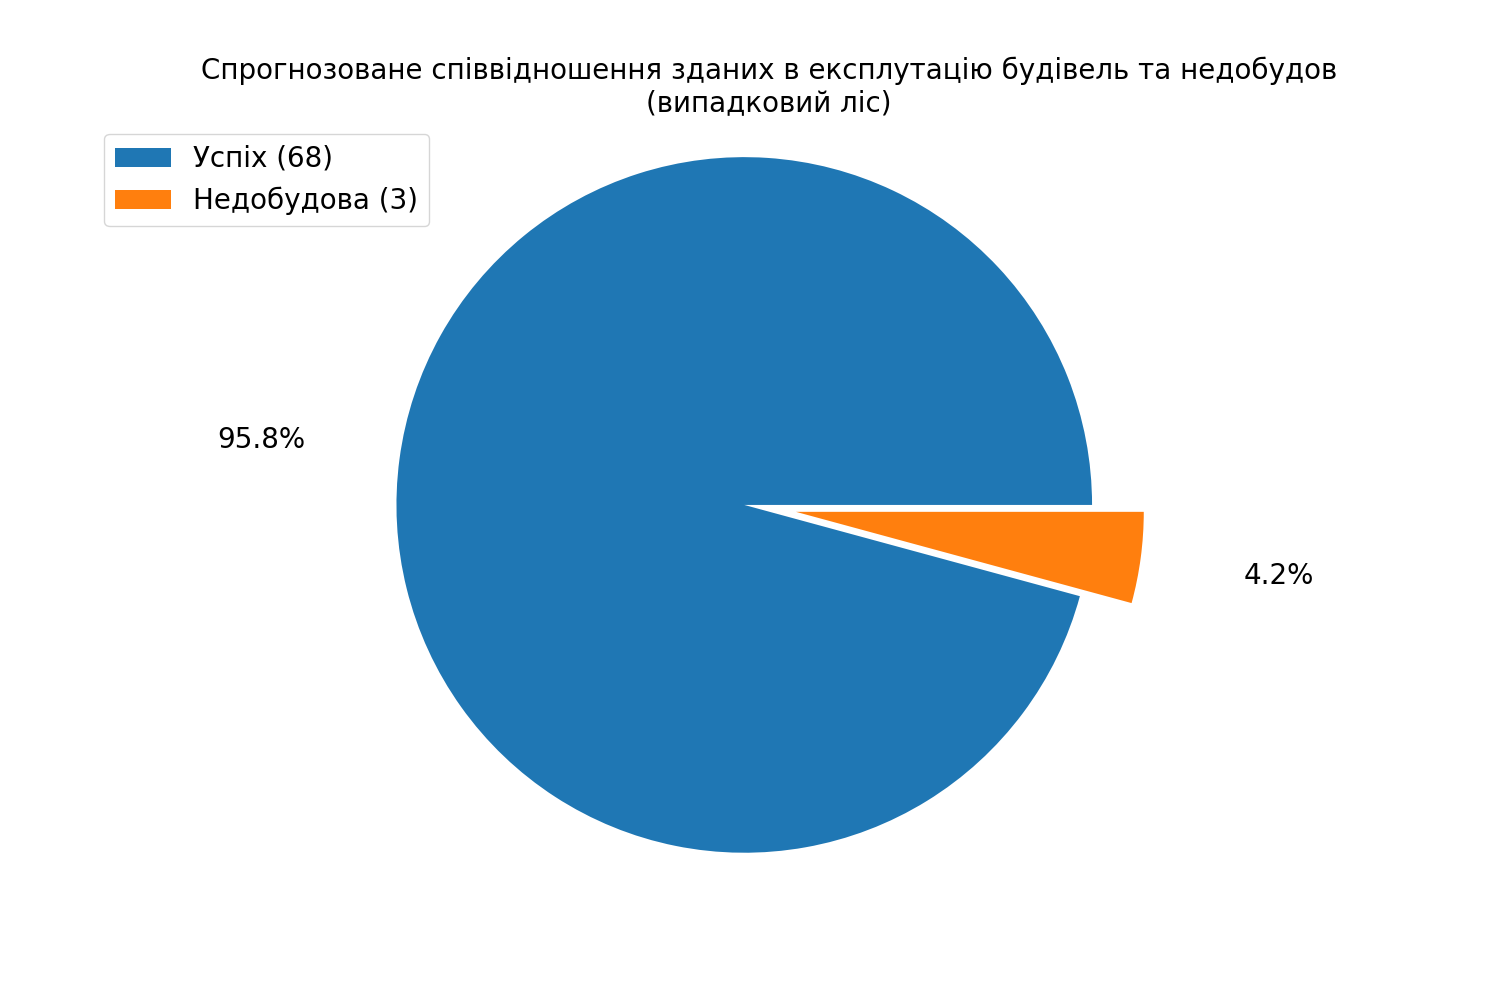 Спрогнозоване співвідношення зданих в експлутацію будівель та недобудов
(випадковий ліс)
Успіх (68)
Недобудова (3)
95.8%
4.2%